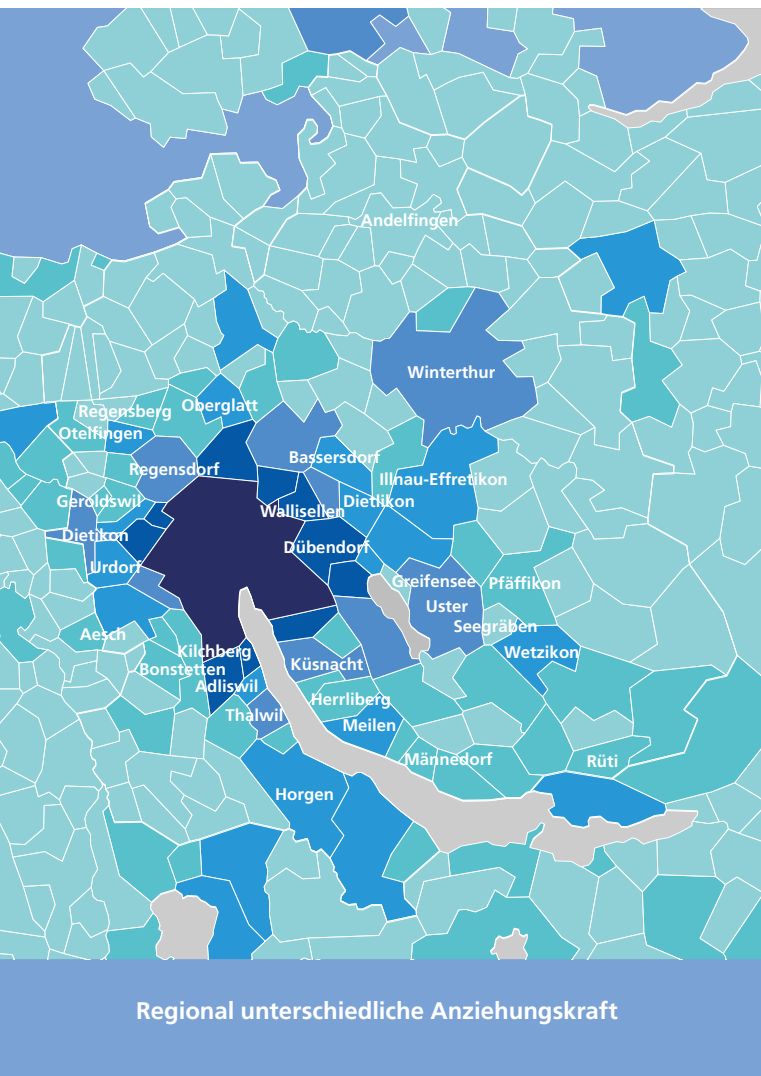 Andelfingen
Winterthur
Oberglatt
Regensberg
Otelfingen
Bassersdorf
Regensdorf
Illnau-Effretikon
Geroldswil
Dietlikon
Wallisellen
Dietikon
Dübendorf
Urdorf
Greifensee
Pfäffikon
Uster
Seegräben
Aesch
Kilchberg
Wetzikon
Küsnacht
Bonstetten
Adliswil
Herrliberg
Thalwil
Meilen
Männedorf
Rüti
Horgen
Regional unterschiedliche Anziehungskraft